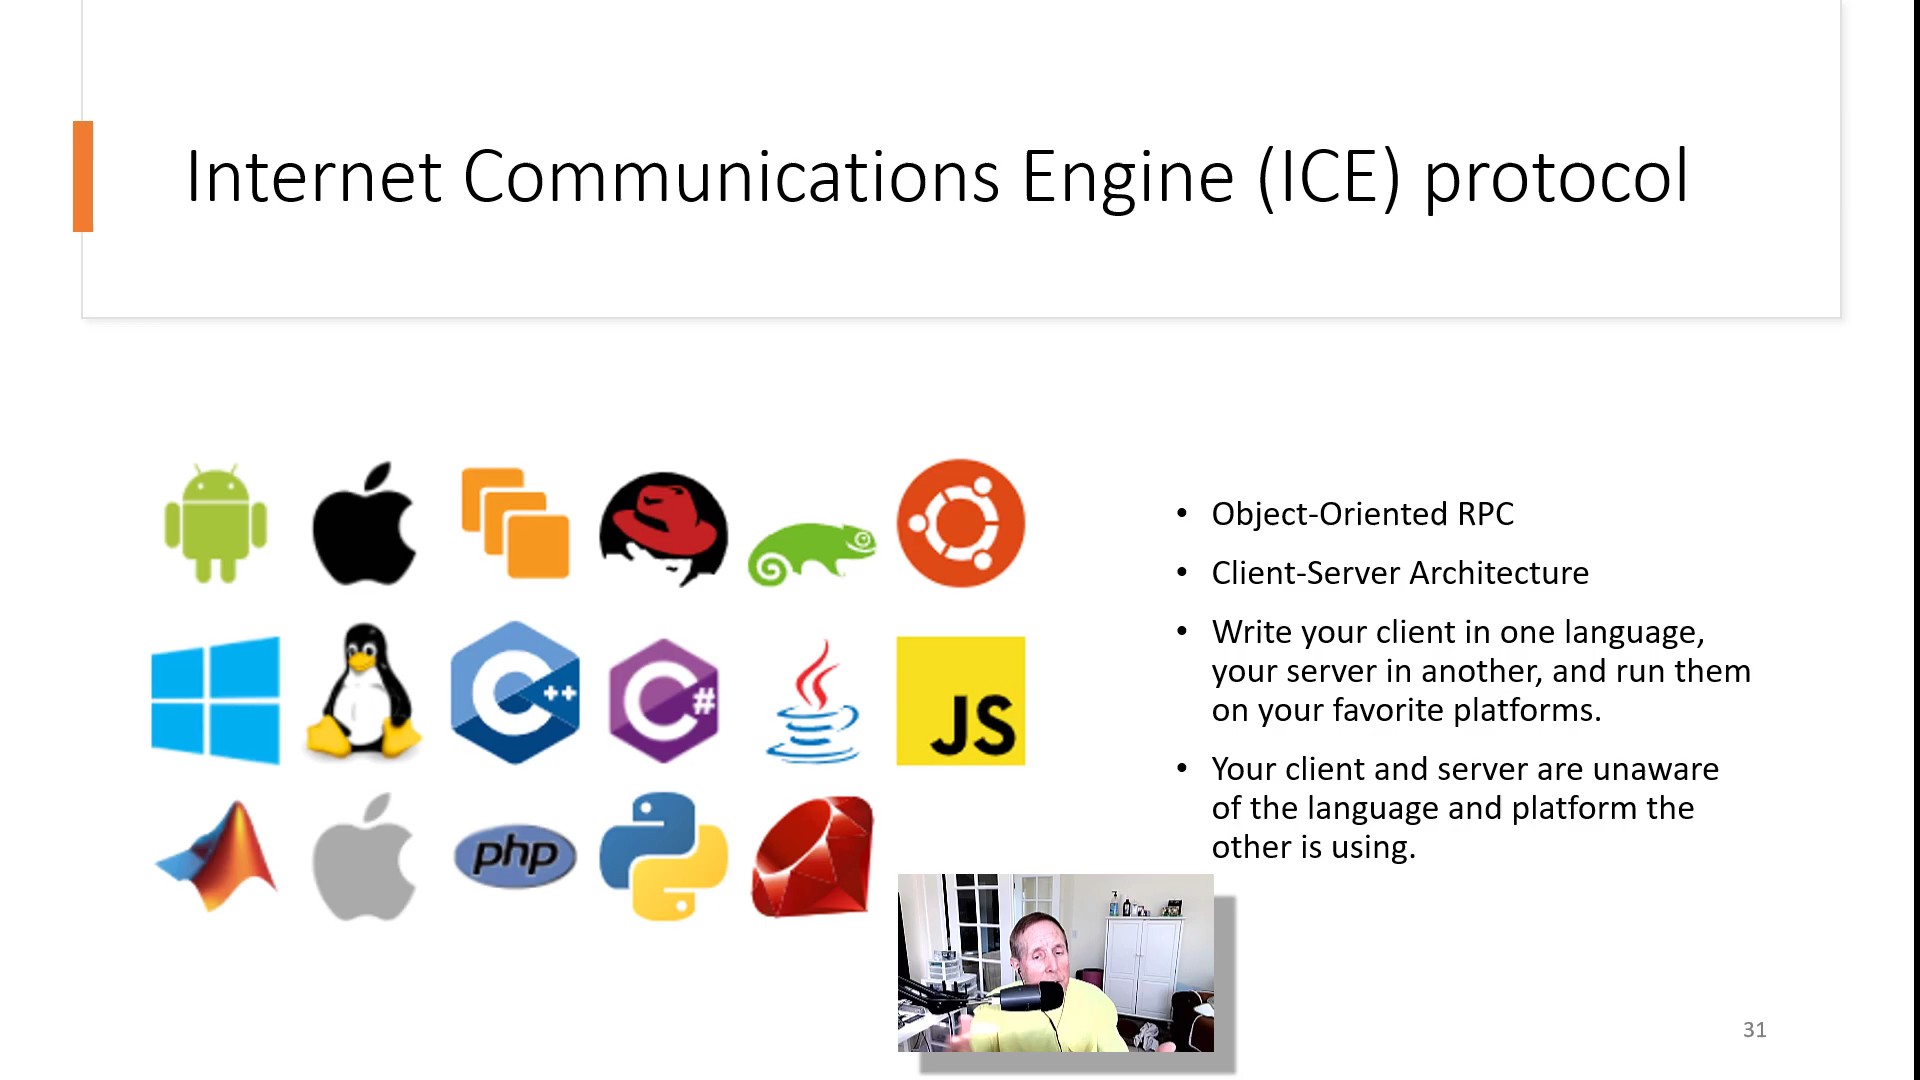 Internet Communications Engine (ICE) protocol
++
#
JS
php
• Object-Oriented RPC
• Client-Server Architecture
• Write your client in one language,
your server in another, and run them
on your favorite platforms.
• Your client and server are unaware
of the language and platform the
other is using.
31